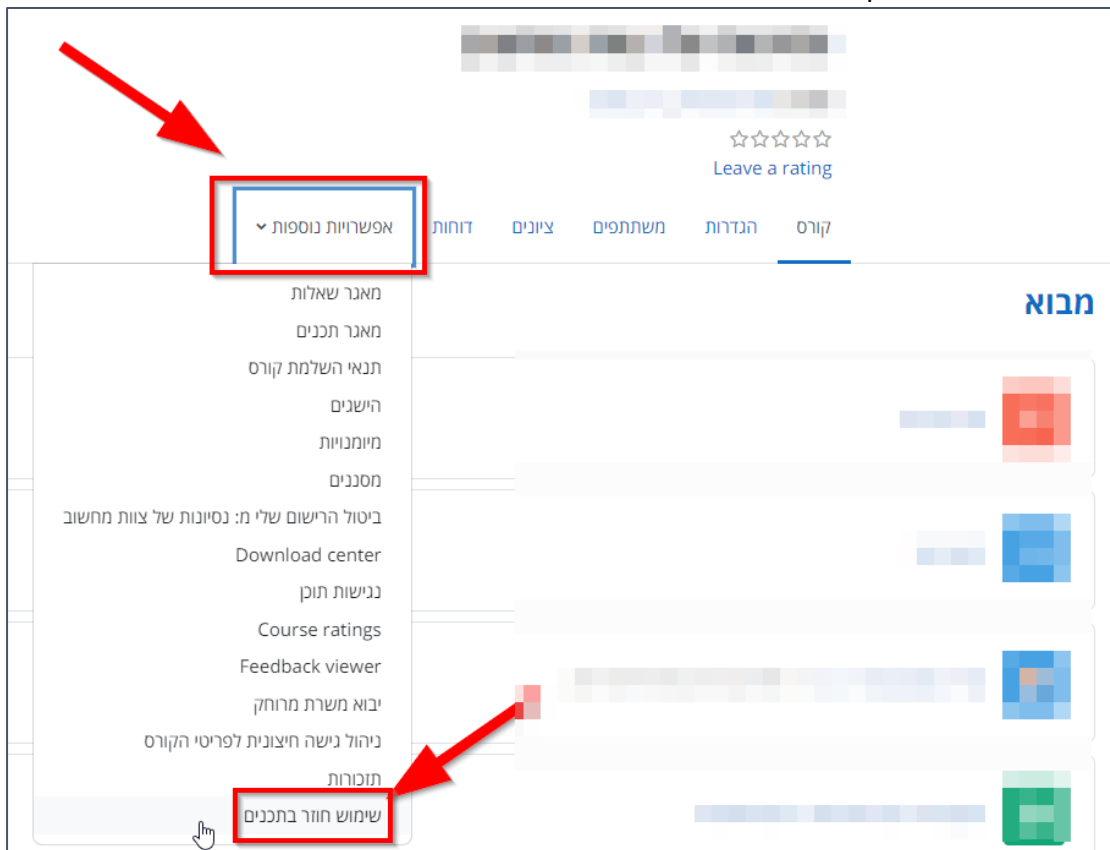 Leave a rating
קורס הגדרות משתתפים ציונים דוחות אפשרויות נוספות
מבוא
מאגר שאלות
מאגר תכנים
תנאי השלמת קורס
הישגים
מיומנויות
מסננים
ביטול הרישום שלי מ: נסיונות של צוות מחשוב
Download center
נגישות תוכן
Course ratings
Feedback viewer
יבוא משרת מרוחק
ניהול גישה חיצונית לפריטי הקורס
תזכורות
שימוש חוזר בתכנים